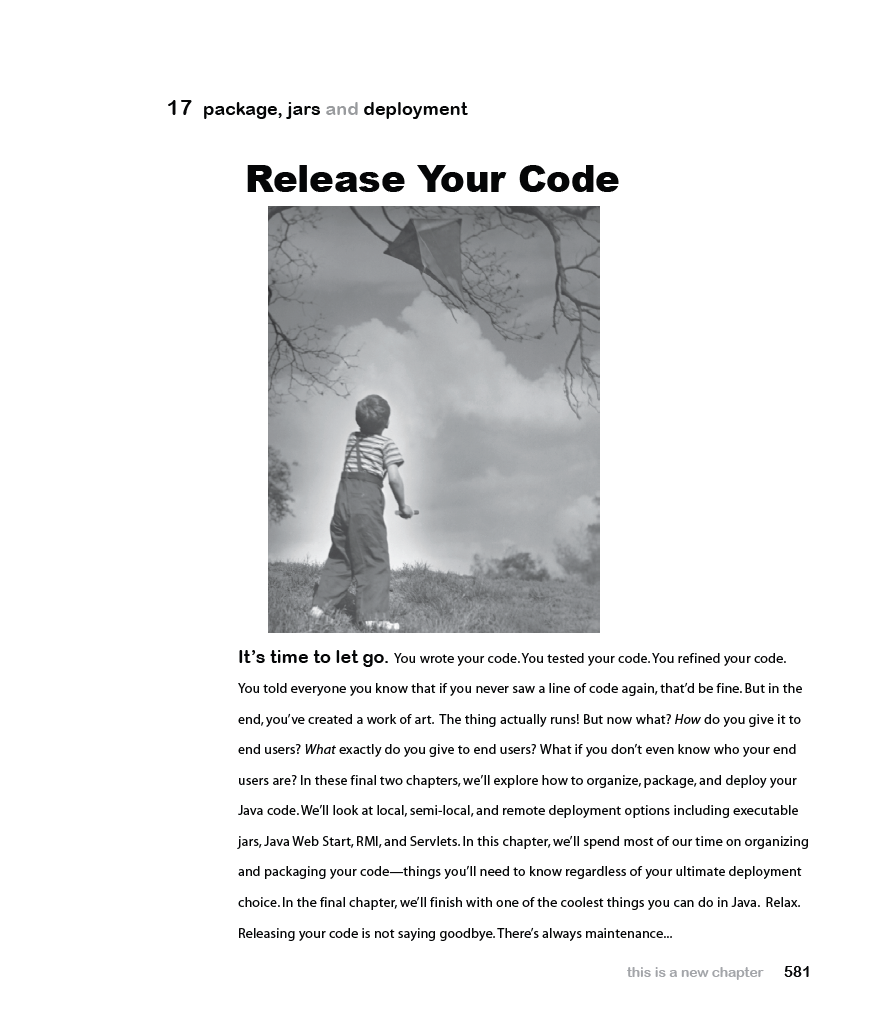 17 package, jars and deployment
Release Your Code
It’s time to let go. You wrote your code. You tested your code. You refined your code.
You told everyone you know that if you never saw a line of code again, that’d be fine. But in the
end, you’ve created a work of art. The thing actually runs! But now what? How do you give it to
end users? What exactly do you give to end users? What if you don’t even know who your end
users are? In these final two chapters, we’ll explore how to organize, package, and deploy your
Java code. We’ll look at local, semi-local, and remote deployment options including executable
jars, Java Web Start, RMI, and Servlets. In this chapter, we’ll spend most of our time on organizing
and packaging your code—things you’ll need to know regardless of your ultimate deployment
choice. In the final chapter, we’ll finish with one of the coolest things you can do in Java. Relax.
Releasing your code is not saying goodbye. There’s always maintenance...
this is a new chapter 581